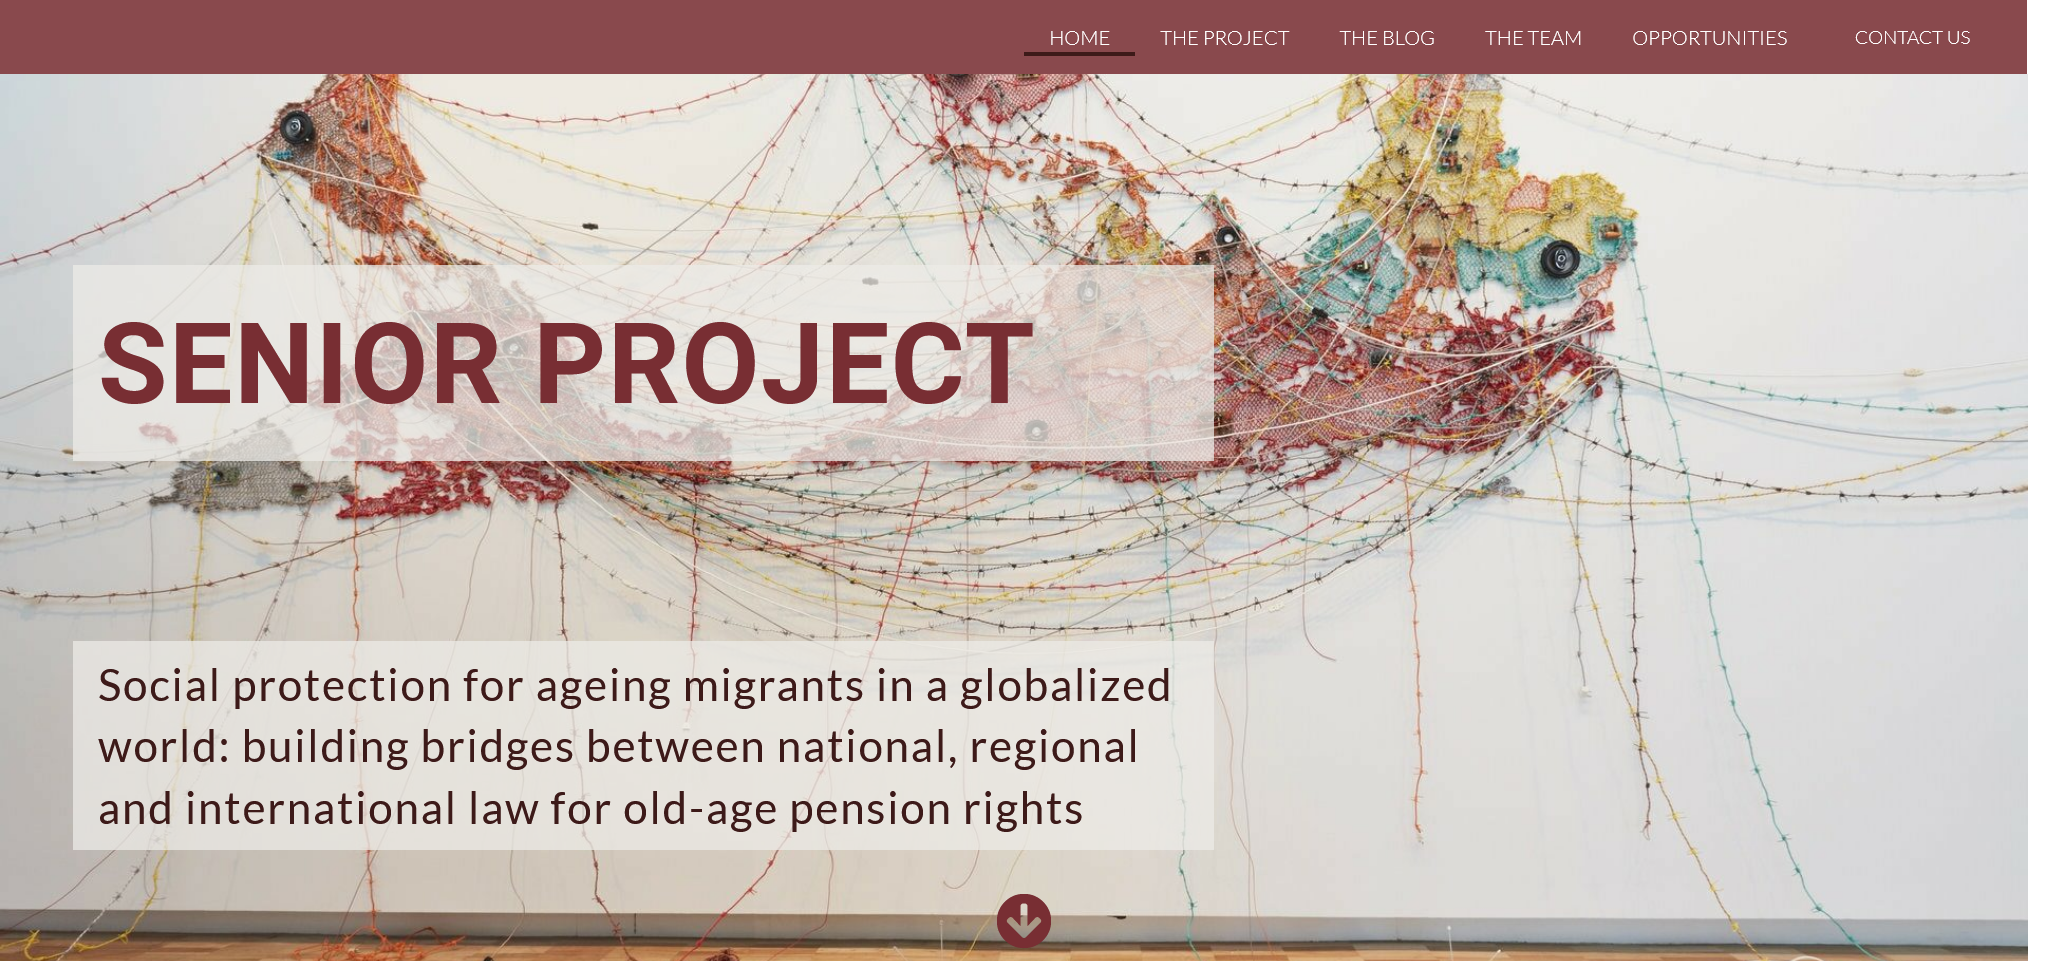 HOME THE PROJECT THE BLOG THE TEAM OPPORTUNITIES CONTACT US
SENIOR PROJECT
Social protection for ageing migrants in a globalized
world: building bridges between national, regional
and international law for old-age pension rights